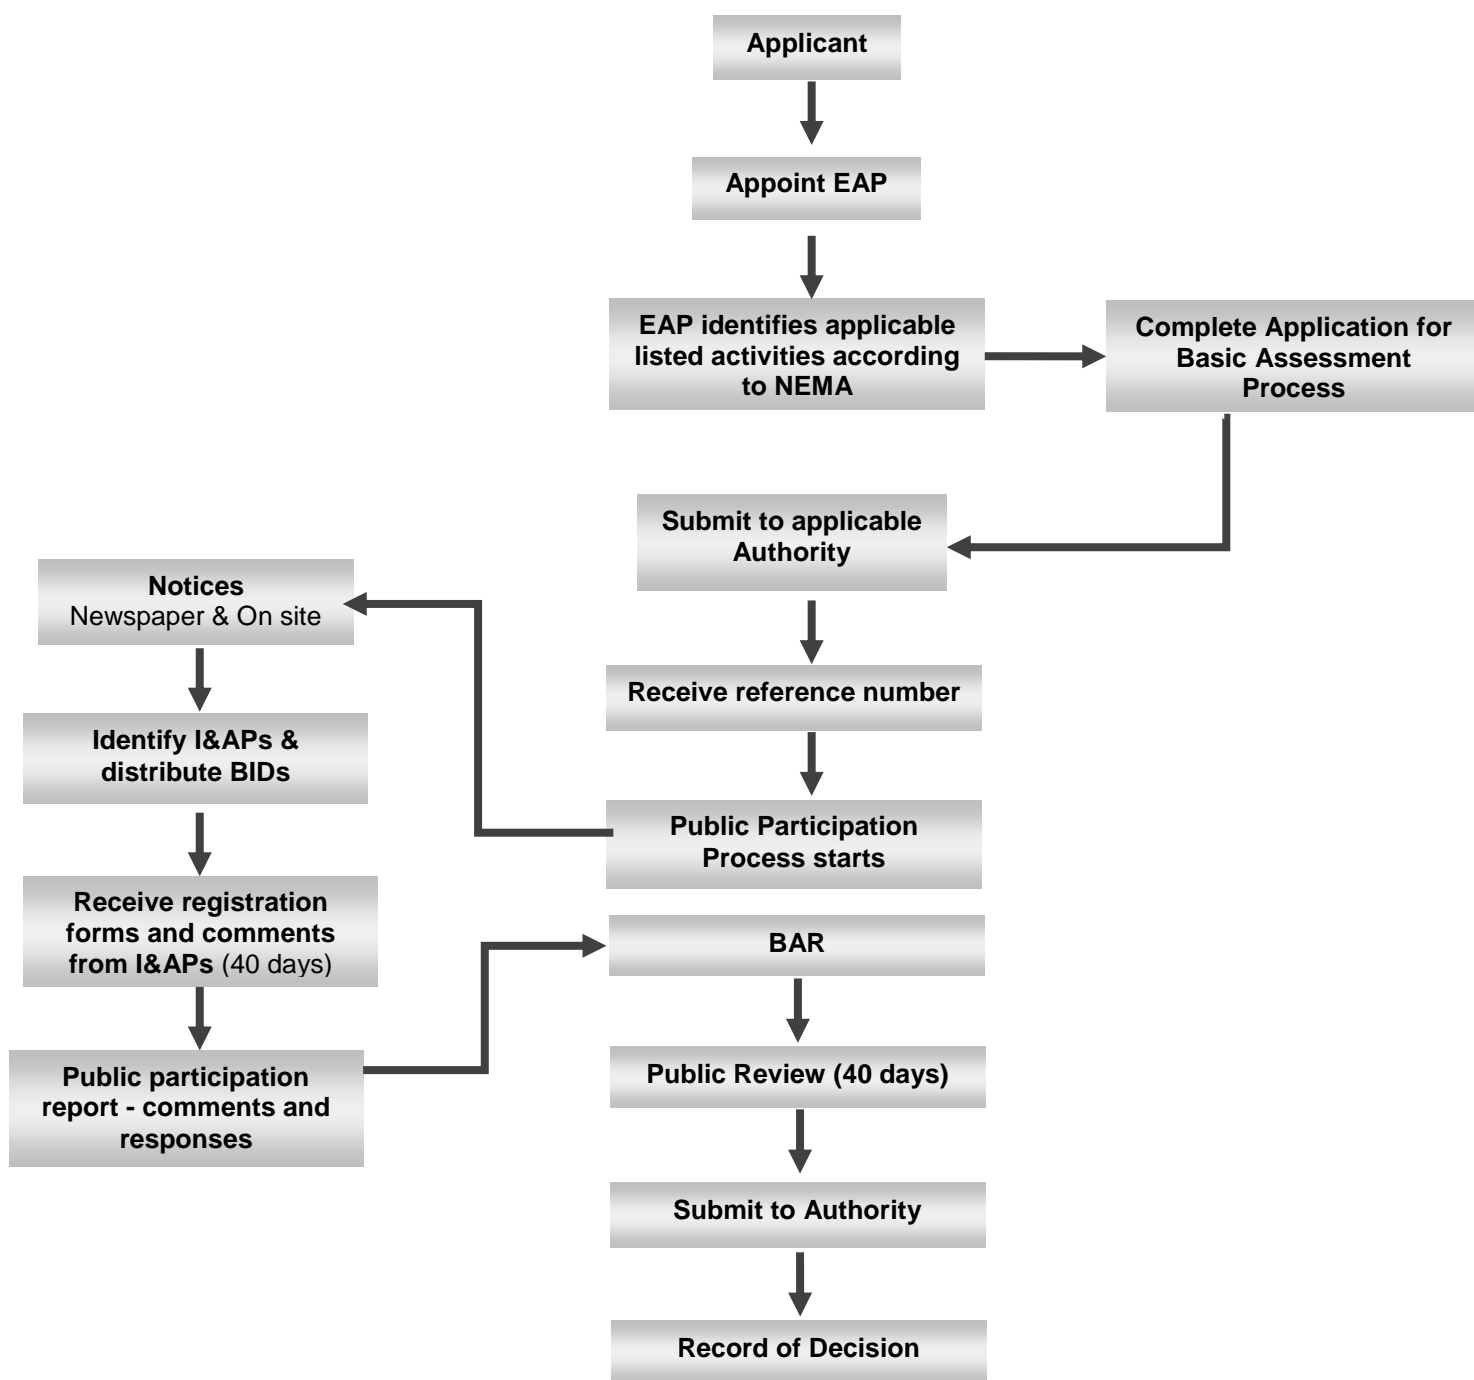 Applicant
Appoint EAP
EAP identifies applicable
listed activities according
to NEMA
Complete Application for
Basic Assessment
Process
Submit to applicable
Authority
Receive reference number
Public Participation
Process starts
Notices
Newspaper & On site
Identify I&APs &
distribute BIDs
Receive registration
forms and comments
from I&APs (40 days)
Public participation
report - comments and
responses
BAR
Public Review (40 days)
Submit to Authority
Record of Decision